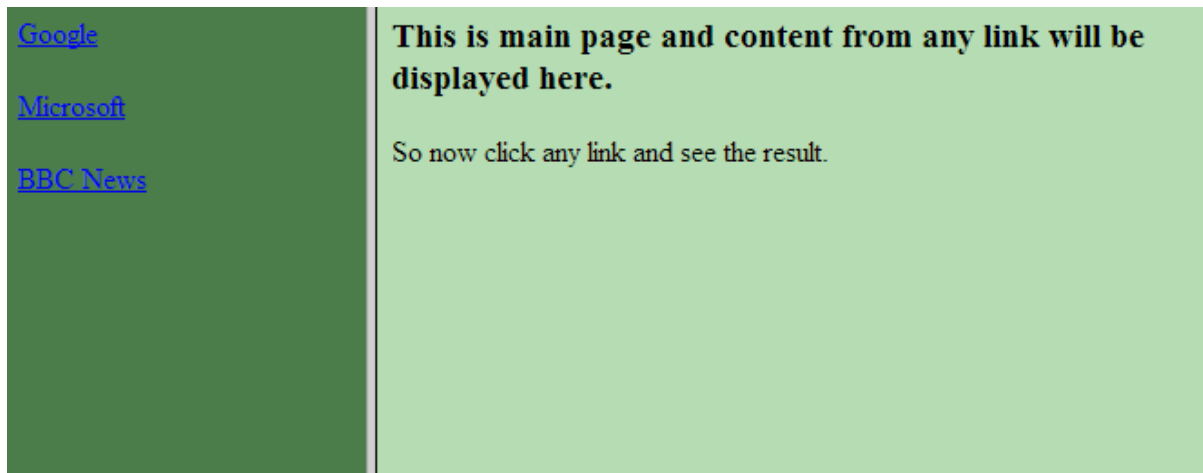 Google
Microsoft
BBC News
This is main page and content from any link will be
displayed here.
So now click any link and see the result.